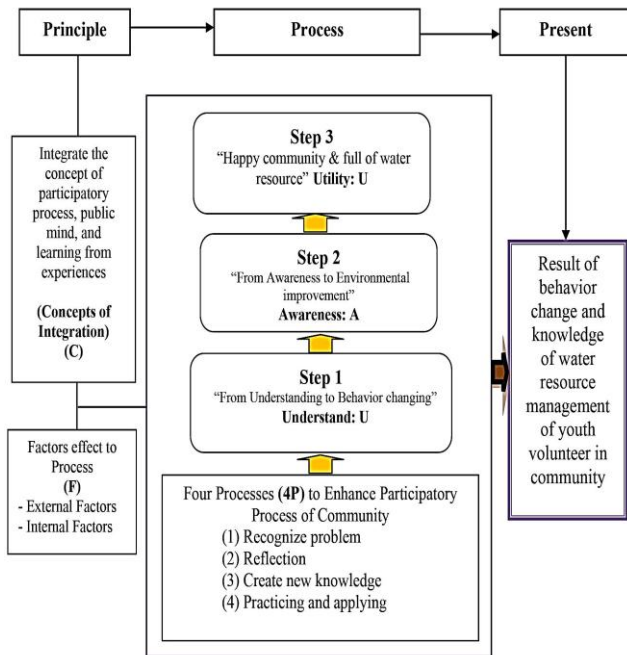 Principle
Process
Present
Integrate the
concept of
participatory
process, public
mind, and
learning from
experiences
(Concepts of
Integration)
(C)
Factors effect to
Process
(F)
- External Factors
- Internal Factors
Step 3
“Happy community & full of water
resource” Utility: U
Step 2
“From Awareness to Environmental
improvement”
Awareness: A
Step 1
“From Understanding to Behavior changing”
Understand: U
Four Processes (4P) to Enhance Participatory
Process of Community
(1) Recognize problem
(2) Reflection
(3) Create new knowledge
(4) Practicing and applying
Result of
behavior
change and
knowledge
of water
resource
management
of youth
volunteer in
community